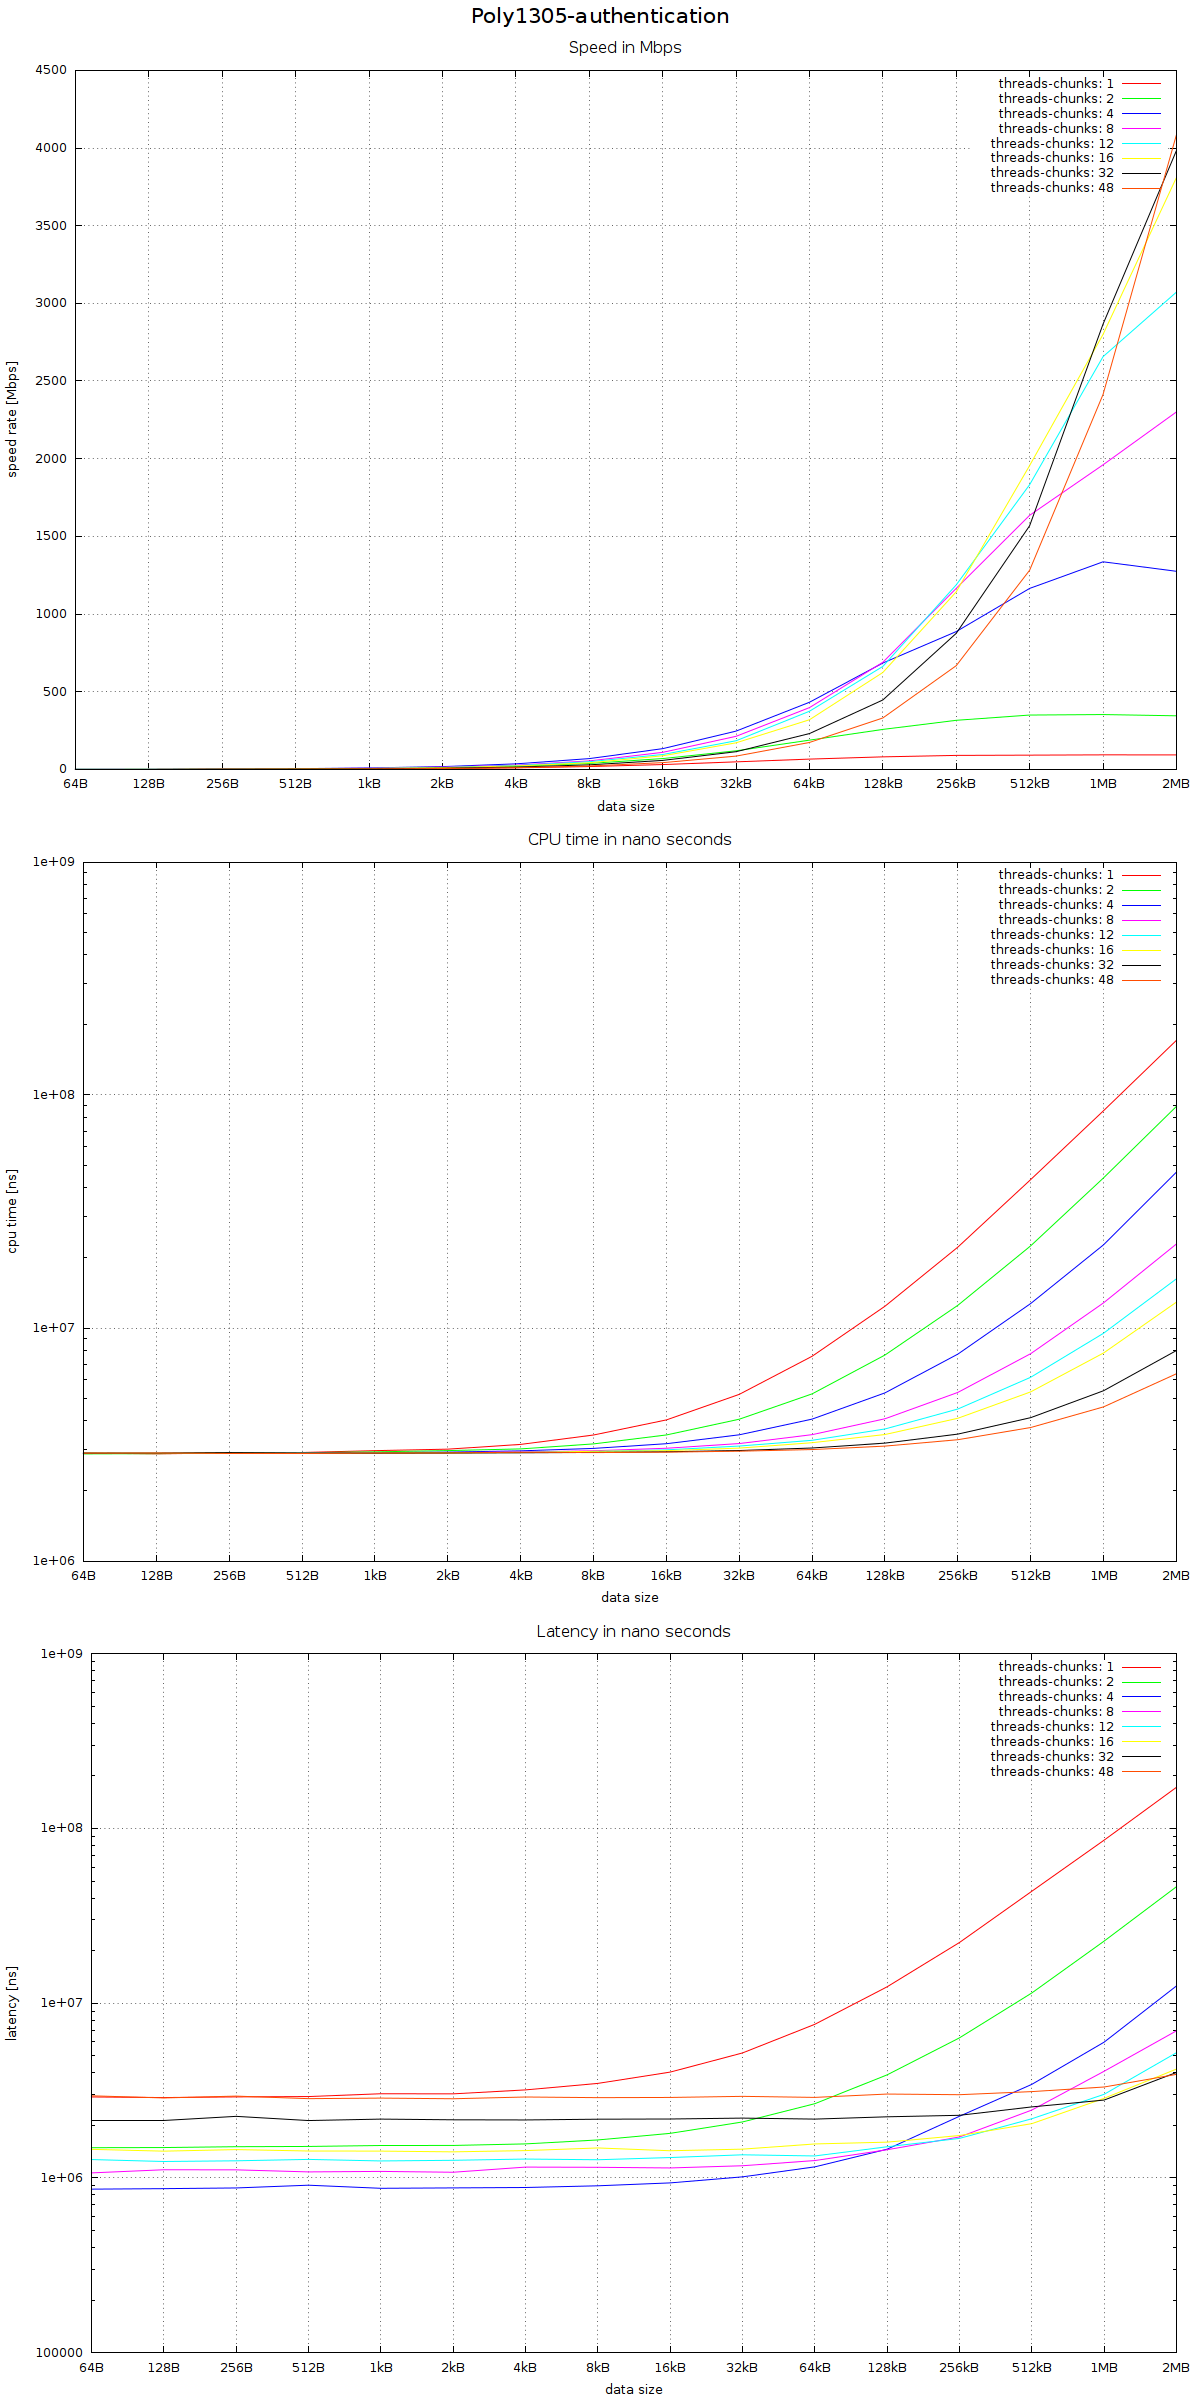 Poly1305-authentication
Speed in Mbps
4500
4000
3500
3000
2500
2000
1500
1000
500
0
speed rate [Mbps]
threads-chunks: 1
threads-chunks: 2
threads-chunks: 4
threads-chunks: 8
threads-chunks: 12
threads-chunks: 16
threads-chunks: 32
threads-chunks: 48
64B 128B 256B 512B 1kB 2kB 4kB 8kB 16kB 32kB 64kB 128kB 256kB 512kB 1MB 2MB
data size
CPU time in nano seconds
1e+09
1e+08
1e+07
1e+06
cpu time [ns]
threads-chunks: 1
threads-chunks: 2
threads-chunks: 4
threads-chunks: 8
threads-chunks: 12
threads-chunks: 16
threads-chunks: 32
threads-chunks: 48
64B 128B 256B 512B 1kB 2kB 4kB 8kB 16kB 32kB 64kB 128kB 256kB 512kB 1MB 2MB
data size
Latency in nano seconds
1e+09
1e+08
1e+07
1e+06
100000
latency [ns]
threads-chunks: 1
threads-chunks: 2
threads-chunks: 4
threads-chunks: 8
threads-chunks: 12
threads-chunks: 16
threads-chunks: 32
threads-chunks: 48
64B 128B 256B 512B 1kB 2kB 4kB 8kB 16kB 32kB 64kB 128kB 256kB 512kB 1MB 2MB
data size